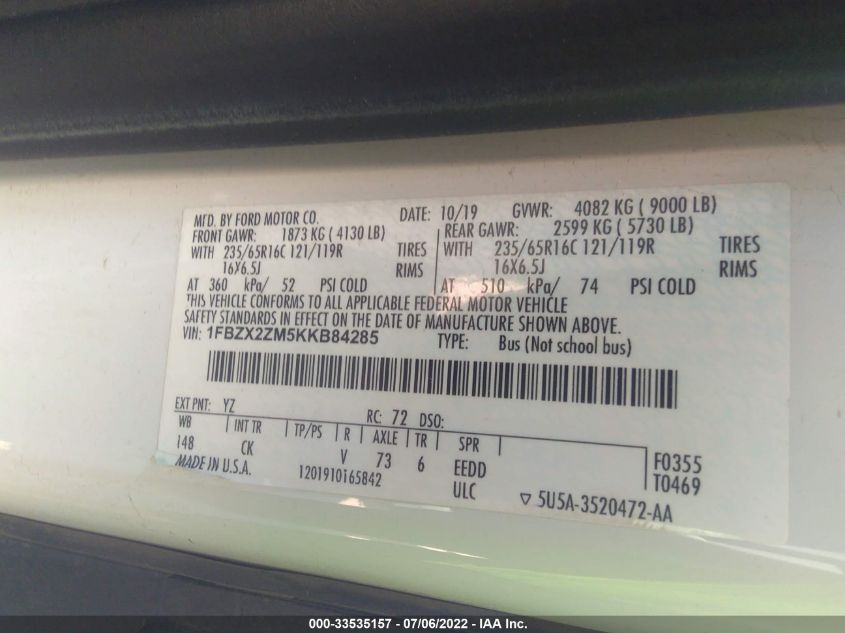 MFD. BY FORD MOTOR CO. DATE: 10/19 GVWR: 4082 KG ( 9000 LB)
FRONT GAWR: 1873 KG ( 4130 LB) REAR GAWR: 2599 KG ( 5730 LB)
WITH 235/65R16C 121/119R TIRES WITH 235/65R16C 121/119R TIRES
16X6.5J RIMS 16X6.5J RIMS
AT 360 kPa/ 52 PSI COLD AT 510 kPa/ 74 PSI COLD
THIS VEHICLE CONFORMS TO ALL APPLICABLE FEDERAL MOTOR VEHICLE
SAFETY STANDARDS IN EFFECT ON THE DATE OF MANUFACTURE SHOWN ABOVE.
VIN: 1FBZX2ZM5KKB84285 TYPE: Bus (Not school bus)
EXT PNT: YZ RC: 72 DSO:
WB INT TR TP/PS R AXLE TR SPR
148 CK V 73 6 EEDD F0355
MADE IN U.S.A. 1201910165842 ULC T0469
▽ 5U5A-3520472-AA
000-33535157 - 07/06/2022 - IAA Inc.